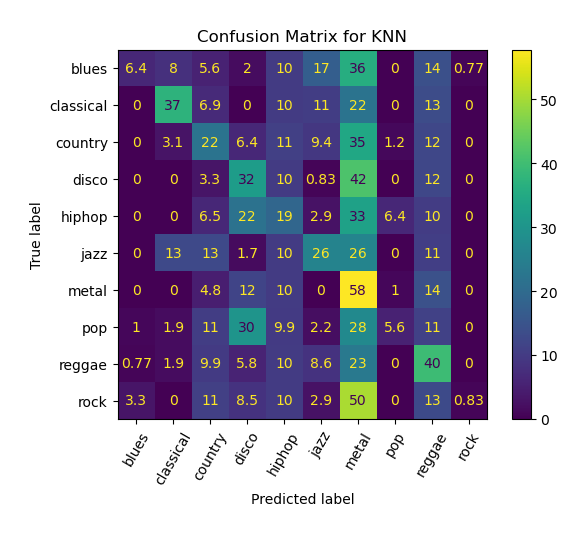 Confusion Matrix for KNN
blues 6.4 8 5.6 2 10 17 36 0 14 0.77
classical 0 37 6.9 0 10 11 22 0 13 0
country 0 3.1 22 6.4 11 9.4 35 1.2 12 0
disco 0 0 3.3 32 10 0.83 42 0 12 0
hiphop 0 0 6.5 22 19 2.9 33 6.4 10 0
jazz 0 13 13 1.7 10 26 26 0 11 0
metal 0 0 4.8 12 10 0 58 1 14 0
pop 1 1.9 11 30 9.9 2.2 28 5.6 11 0
reggae 0.77 1.9 9.9 5.8 10 8.6 23 0 40 0
rock 3.3 0 11 8.5 10 2.9 50 0 13 0.83
blues classical country disco hiphop jazz metal pop reggae rock
Predicted label
True label
50
40
30
20
10
0